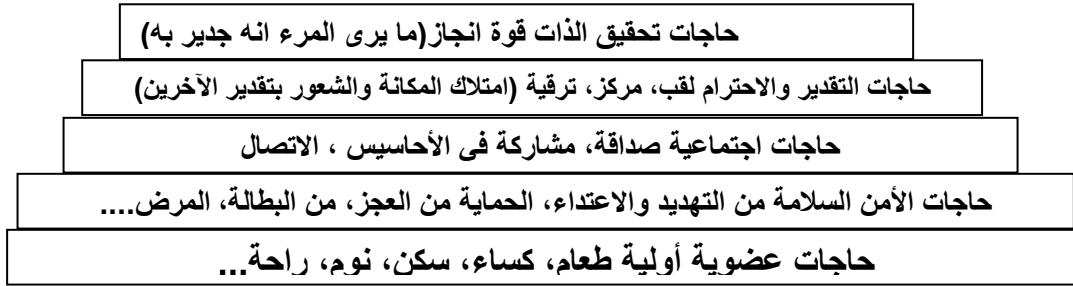 حاجات تحقيق الذات قوة انجاز(ما يرى المرء انه جدير به)
حاجات التقدير والاحترام لقب، مركز، ترقية (امتلاك المكانة والشعور بتقدير الآخرين)
حاجات اجتماعية صداقة، مشاركة فى الأحاسيس ، الاتصال
حاجات الأمن السلامة من التهديد والاعتداء، الحماية من العجز، من البطالة، المرض....
حاجات عضوية أولية طعام، كساء، سكن، نوم، راحة...